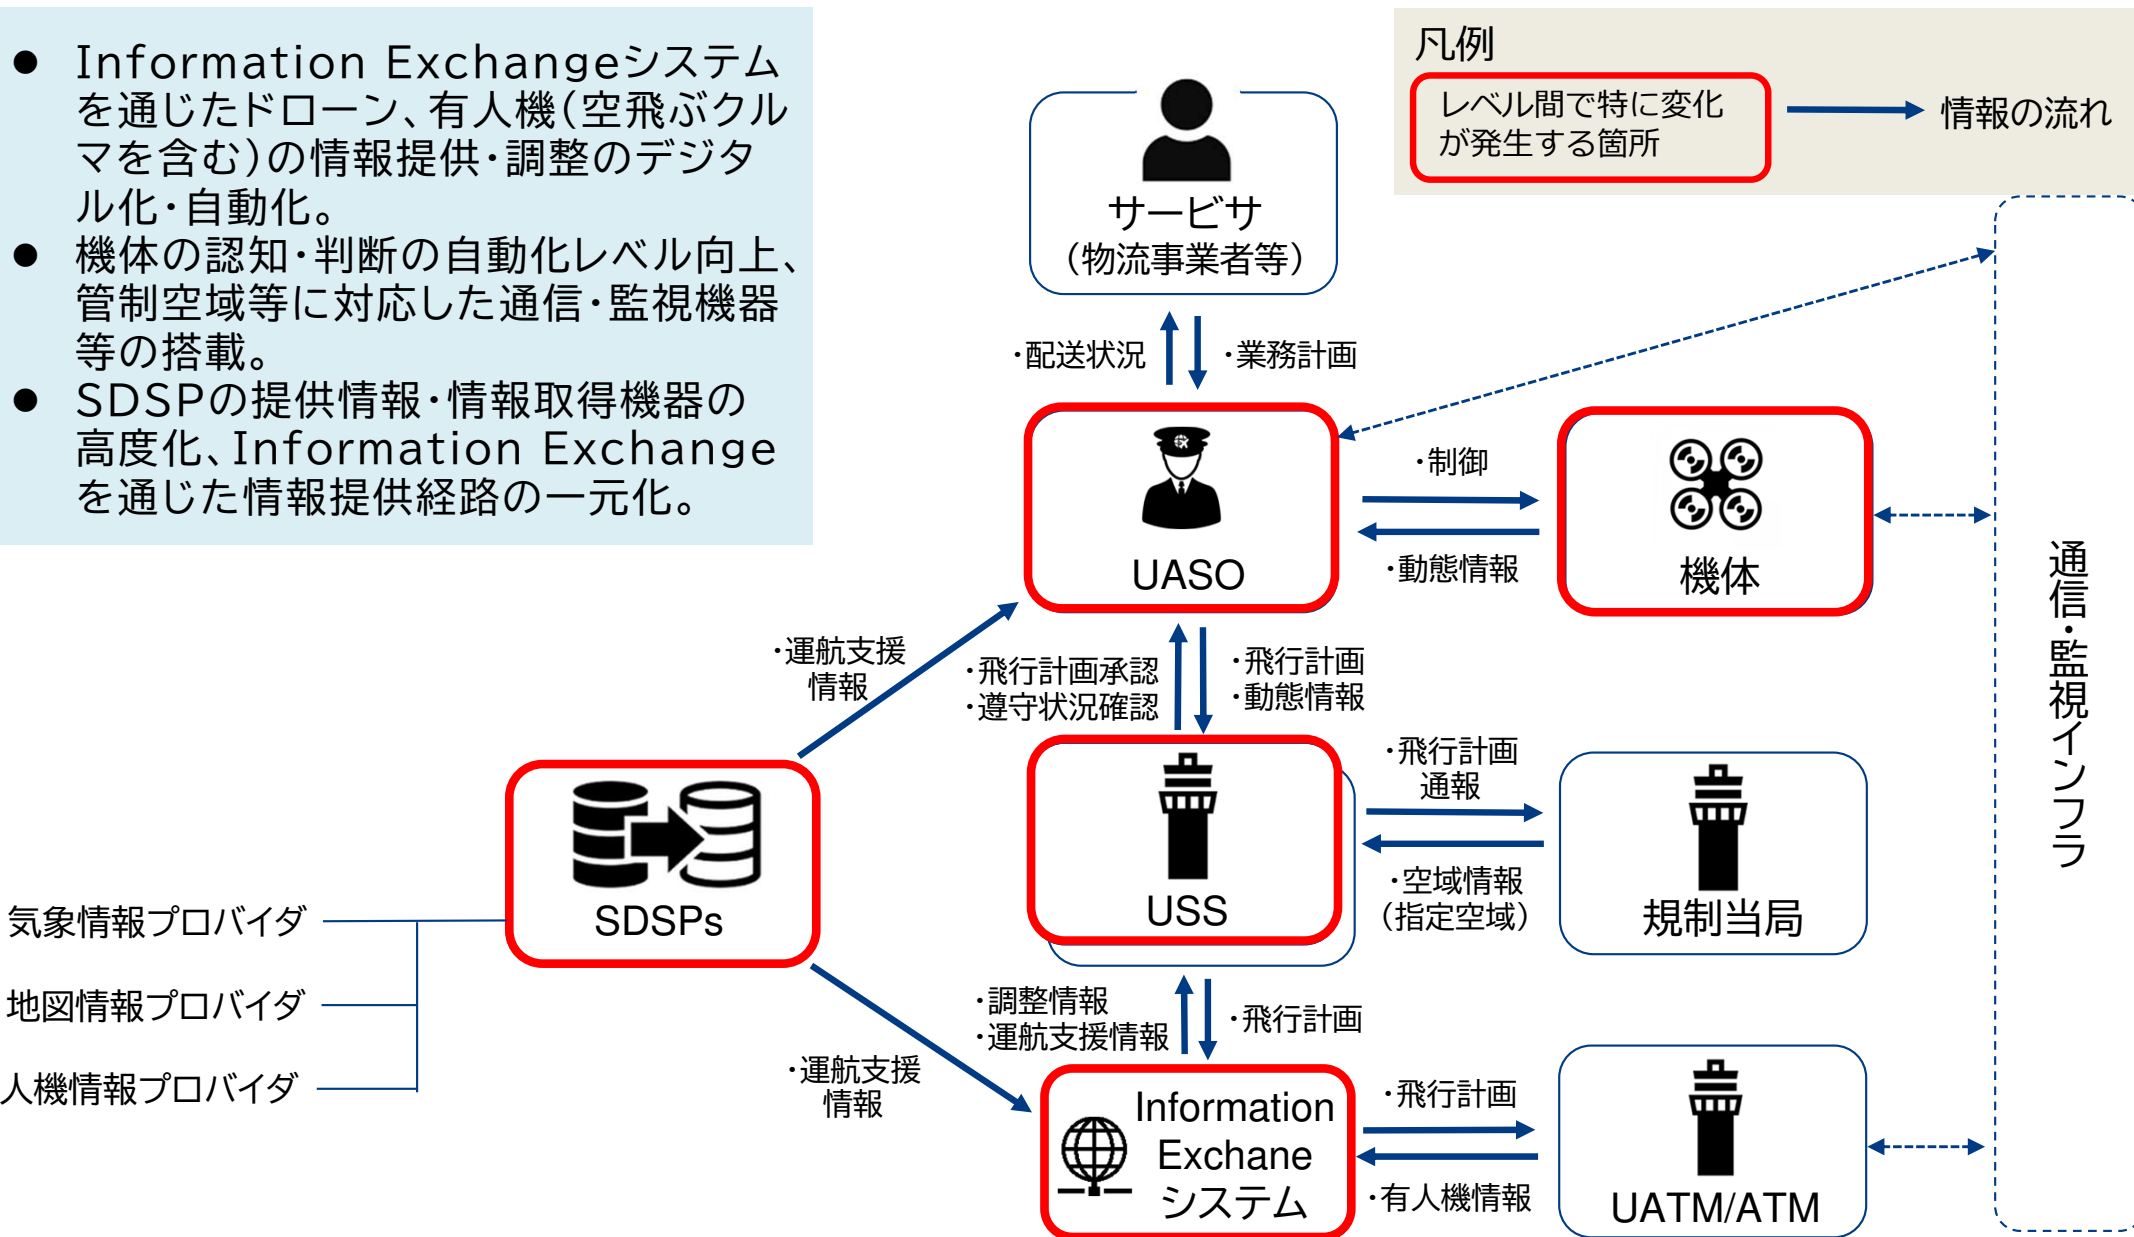 ● Information Exchangeシステム
を通じたドローン、有人機(空飛ぶクル
マを含む)の情報提供・調整のデジタ
ル化・自動化。
● 機体の認知・判断の自動化レベル向上、
管制空域等に対応した通信・監視機器
等の搭載。
● SDSPの提供情報・情報取得機器の
高度化、Information Exchange
を通じた情報提供経路の一元化。
凡例
レベル間で特に変化
が発生する箇所
情報の流れ
サービサ
(物流事業者等)
・配送状況
・業務計画
UASO
・制御
・動態情報
機体
通信・監視インフラ
・運航支援
情報
・飛行計画承認
・遵守状況確認
・飛行計画
・動態情報
SDSPs
USS
・飛行計画
通報
・空域情報
(指定空域)
規制当局
気象情報プロバイダ
地図情報プロバイダ
人機情報プロバイダ
・調整情報
・運航支援情報
・飛行計画
・運航支援
情報
Information
Exchane
システム
・飛行計画
・有人機情報
UATM/ATM